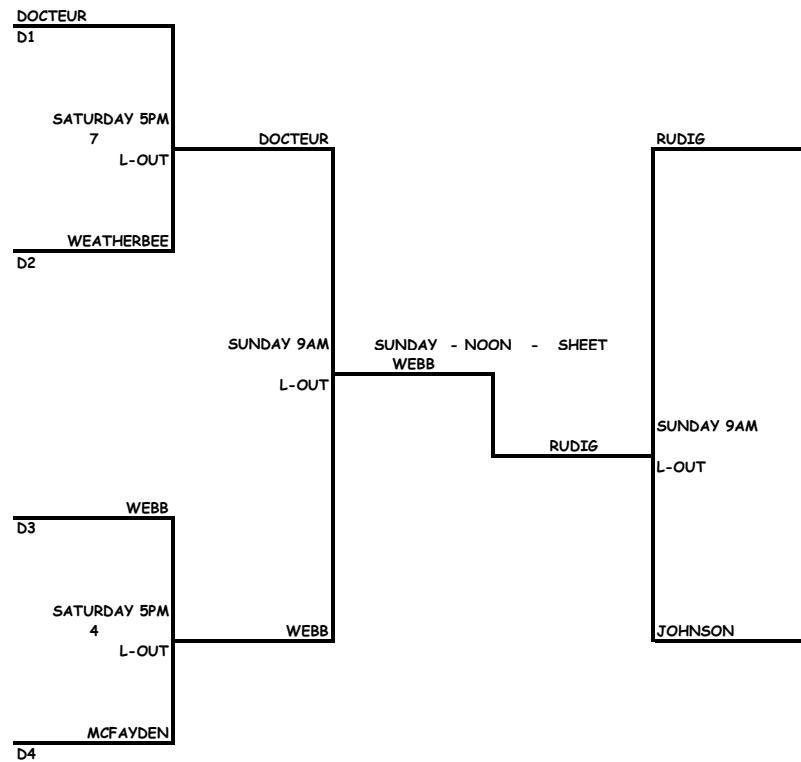 DOCTEUR
D1
SATURDAY 5PM
7
L-OUT
DOCTEUR
RUDIG
WEATHERBEE
D2
SUNDAY 9AM
SUNDAY - NOON - SHEET
WEBB
L-OUT
SUNDAY 9AM
RUDIG
L-OUT
WEBB
D3
SATURDAY 5PM
4
L-OUT
WEBB
JOHNSON
MCFAYDEN
D4